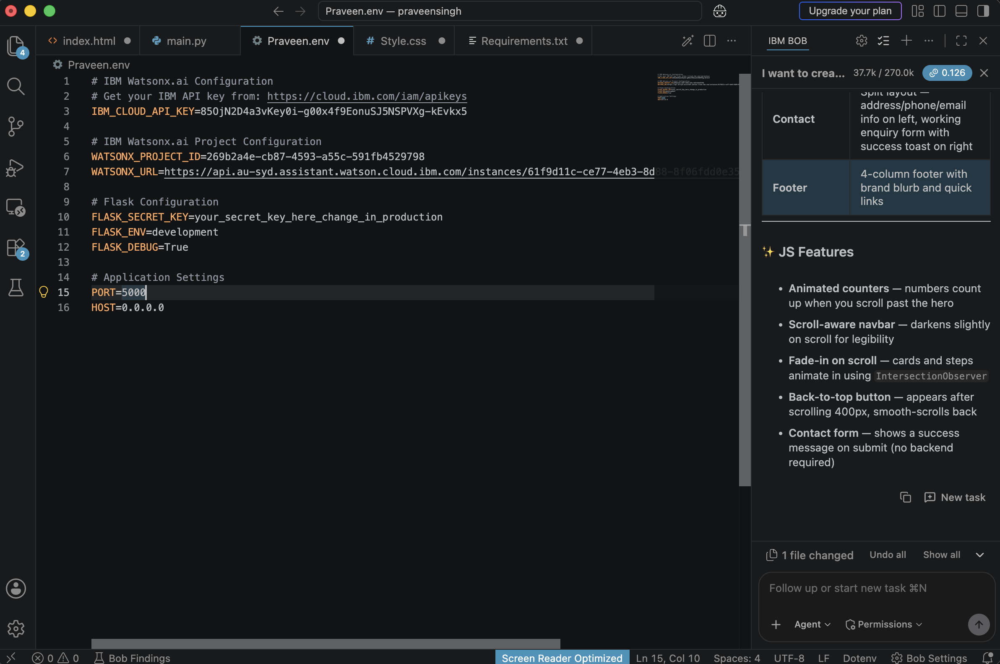 Praveen.env — praveensingh
Upgrade your plan
4
2
index.html
main.py
Praveen.env
# Style.css
Requirements.txt
Praveen.env
1 # IBM Watsonx.ai Configuration
2 # Get your IBM API key from: https://cloud.ibm.com/iam/apikeys
3 IBM_CLOUD_API_KEY=85OjN2D4a3vKey0i-g00x4f9EonuSJ5NSPVXg-kEvkx5
4
5 # IBM Watsonx.ai Project Configuration
6 WATSONX_PROJECT_ID=269b2a4e-cb87-4593-a55c-591fb4529798
7 WATSONX_URL=https://api.au-syd.assistant.watson.cloud.ibm.com/instances/61f9d11c-ce77-4eb3-8d88-8f06fdd0e35
8
9 # Flask Configuration
10 FLASK_SECRET_KEY=your_secret_key_here_change_in_production
11 FLASK_ENV=development
12 FLASK_DEBUG=True
13
14 # Application Settings
15 PORT=5000
16 HOST=0.0.0.0
IBM BOB
I want to crea... 37.7k / 270.0k 0.126
Contact
Split layout —
address/phone/email
info on left, working
enquiry form with
success toast on right
Footer
4-column footer with
brand blurb and quick
links
✨ JS Features
• Animated counters — numbers count
up when you scroll past the hero
• Scroll-aware navbar — darkens slightly
on scroll for legibility
• Fade-in on scroll — cards and steps
animate in using IntersectionObserver
• Back-to-top button — appears after
scrolling 400px, smooth-scrolls back
• Contact form — shows a success
message on submit (no backend
required)
New task
1 file changed Undo all Show all
Follow up or start new task ⌘N
Agent Permissions
0 0 Bob Findings
Screen Reader Optimized Ln 15, Col 10 Spaces: 4 UTF-8 LF Dotenv Bob Settings